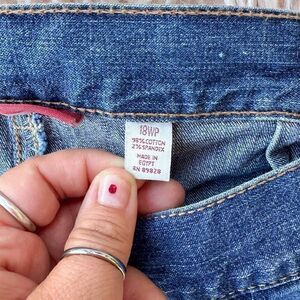 18WP
98%COTTON
2%SPANDEX
MADE IN
EGYPT
RN 89828